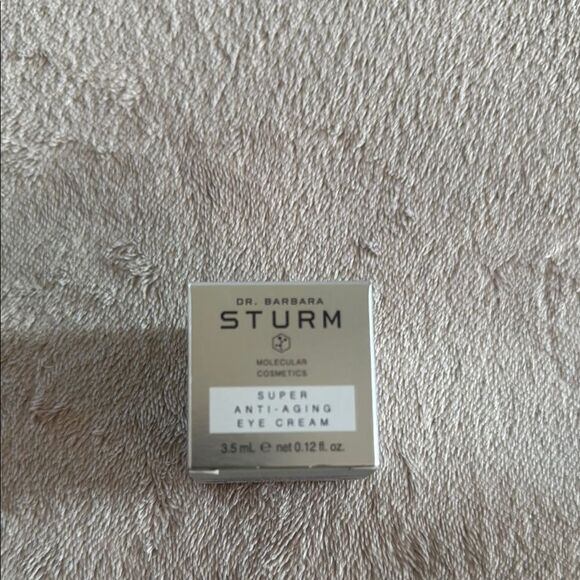 DR. BARBARA
STURM
MOLECULAR
COSMETICS
SUPER
ANTI-AGING
EYE CREAM
3.5 mL ℮ net 0.12 fl. oz.